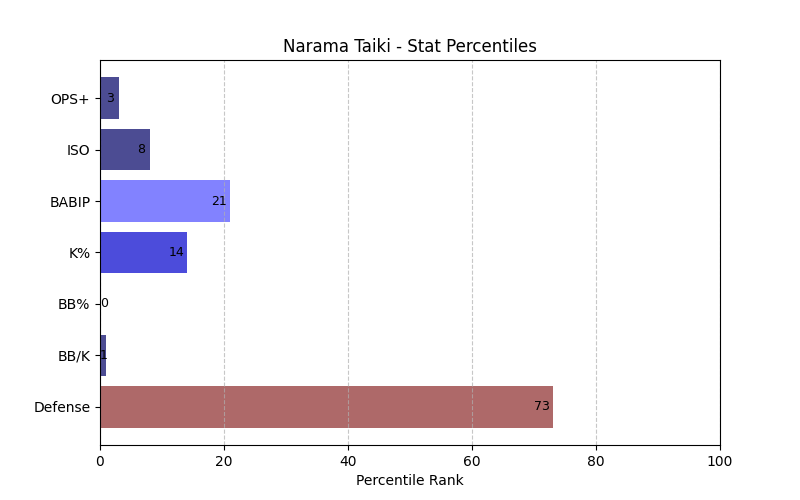 Narama Taiki - Stat Percentiles
OPS+ 3
ISO 8
BABIP 21
K% 14
BB% 0
BB/K 1
Defense 73
0 20 40 60 80 100
Percentile Rank